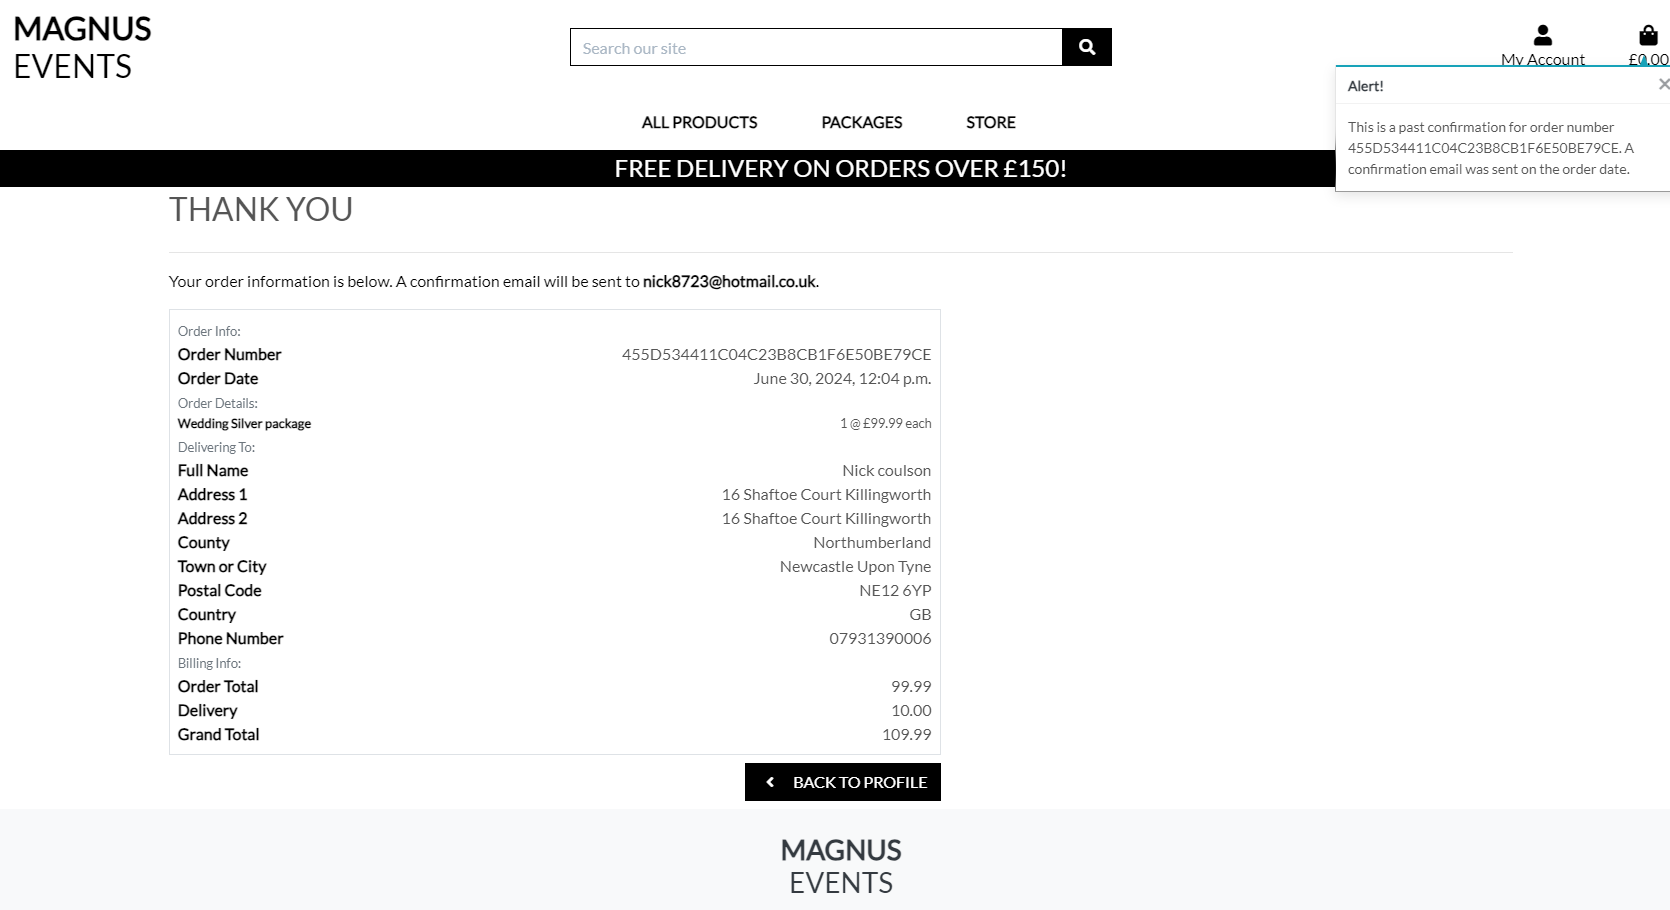 MAGNUS
EVENTS
Search our site
My Account
£0.00
ALL PRODUCTS PACKAGES STORE
Alert!
This is a past confirmation for order number
455D534411C04C23B8CB1F6E50BE79CE. A
confirmation email was sent on the order date.
FREE DELIVERY ON ORDERS OVER £150!
THANK YOU
Your order information is below. A confirmation email will be sent to nick8723@hotmail.co.uk.
Order Info:
Order Number 455D534411C04C23B8CB1F6E50BE79CE
Order Date June 30, 2024, 12:04 p.m.
Order Details:
Wedding Silver package 1 @ £99.99 each
Delivering To:
Full Name Nick coulson
Address 1 16 Shaftoe Court Killingworth
Address 2 16 Shaftoe Court Killingworth
County Northumberland
Town or City Newcastle Upon Tyne
Postal Code NE12 6YP
Country GB
Phone Number 07931390006
Billing Info:
Order Total 99.99
Delivery 10.00
Grand Total 109.99
BACK TO PROFILE
MAGNUS
EVENTS